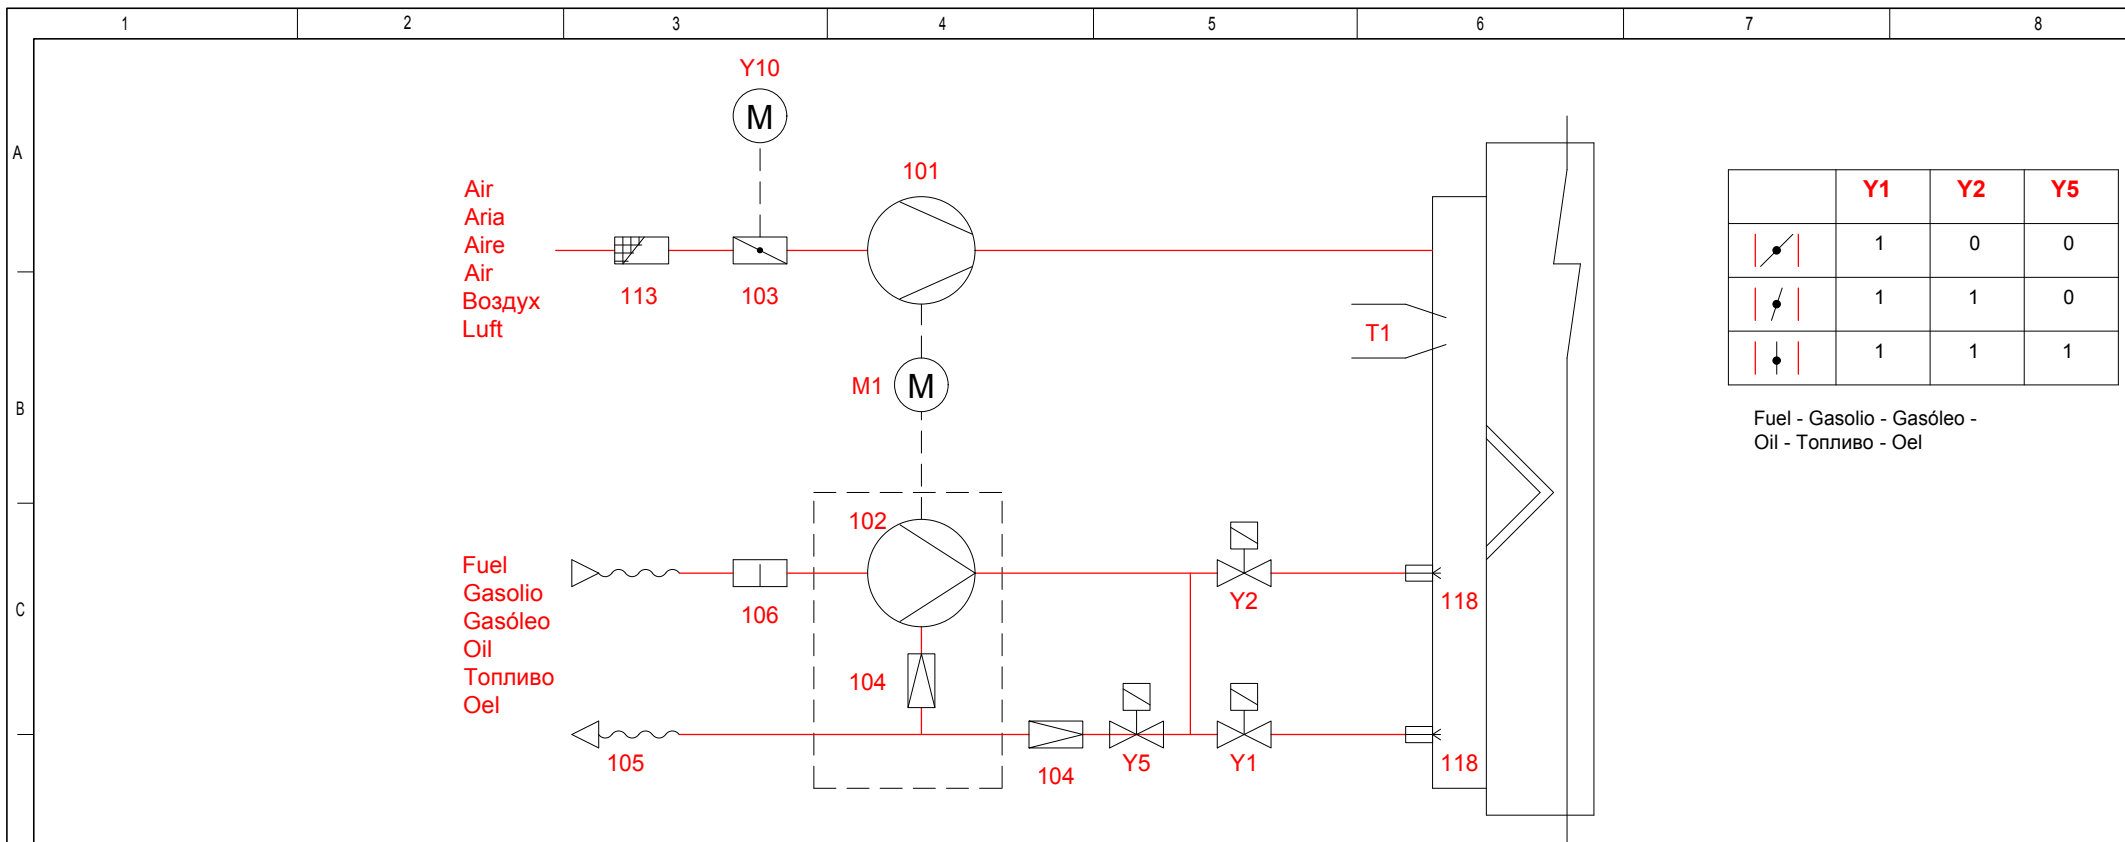 1 2 3 4 5 6 7 8
A
B
C
Y10
M
101
Air
Aria
Aire
Air
Воздух
Luft
113
103
M1
M
T1
Y1 Y2 Y5
1 0 0
1 1 0
1 1 1
Fuel - Gasolio - Gasóleo -
Oil - Топливо - Oel
Fuel
Gasolio
Gasóleo
Oil
Топливо
Oel
102
106
Y2
118
104
105
104
Y5
Y1
118